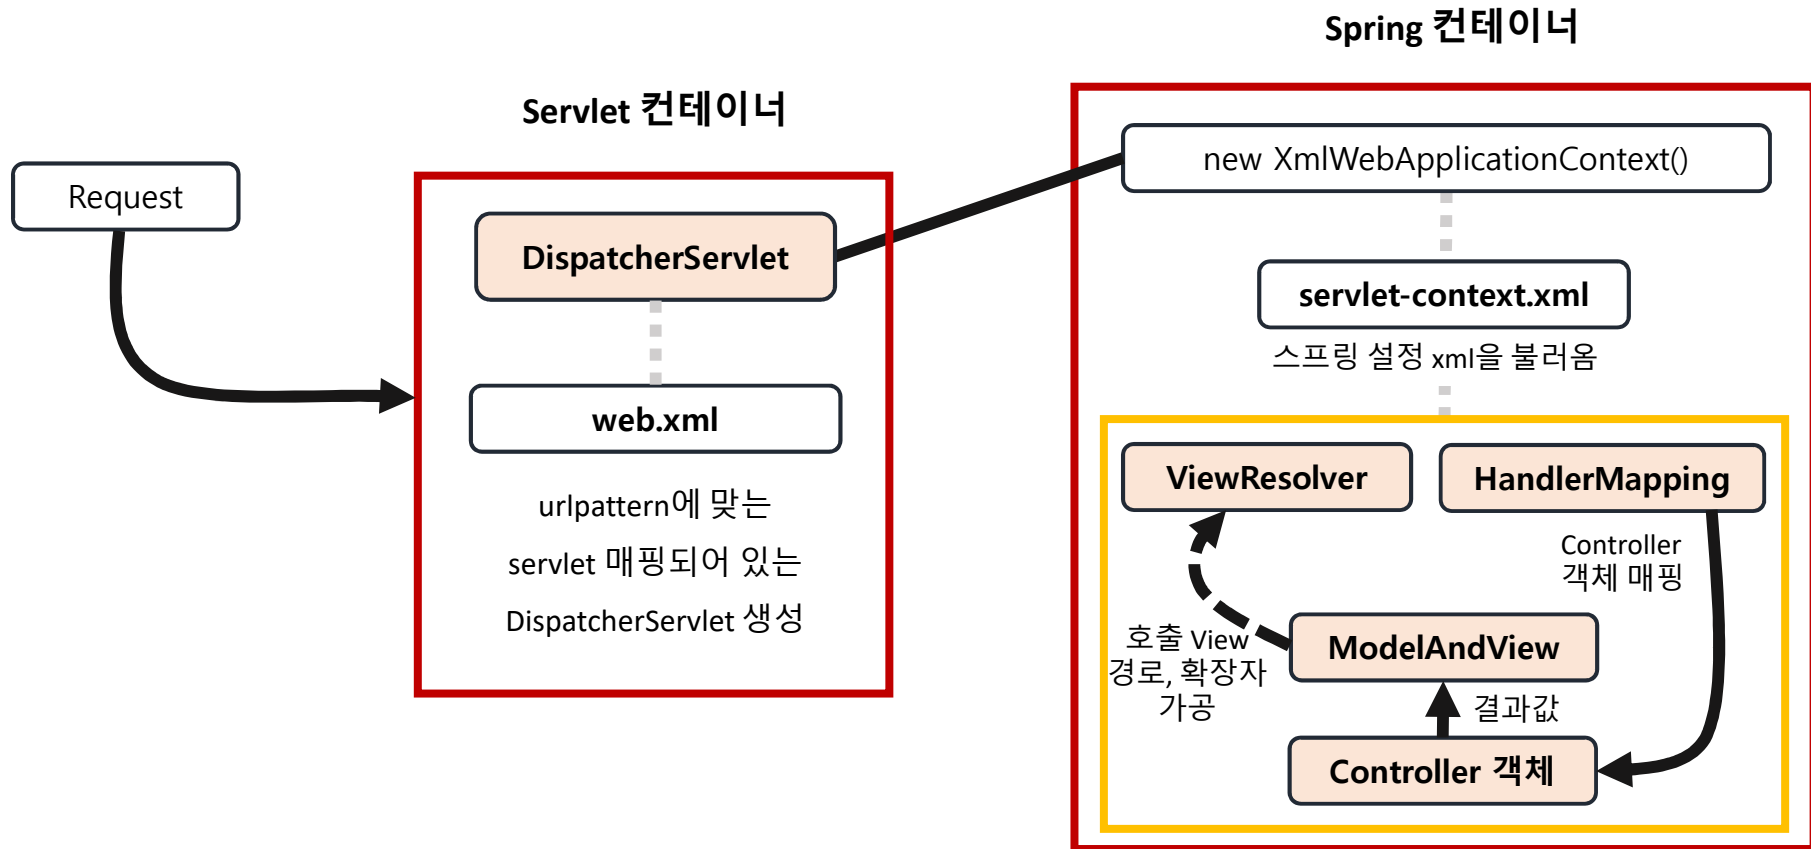 Spring 컨테이너
Servlet 컨테이너
Request
DispatcherServlet
web.xml
urlpattern에 맞는
servlet 매핑되어 있는
DispatcherServlet 생성
new XmlWebApplicationContext()
servlet-context.xml
스프링 설정 xml을 불러옴
ViewResolver
HandlerMapping
Controller
객체 매핑
호출 View
경로, 확장자
가공
ModelAndView
결과값
Controller 객체